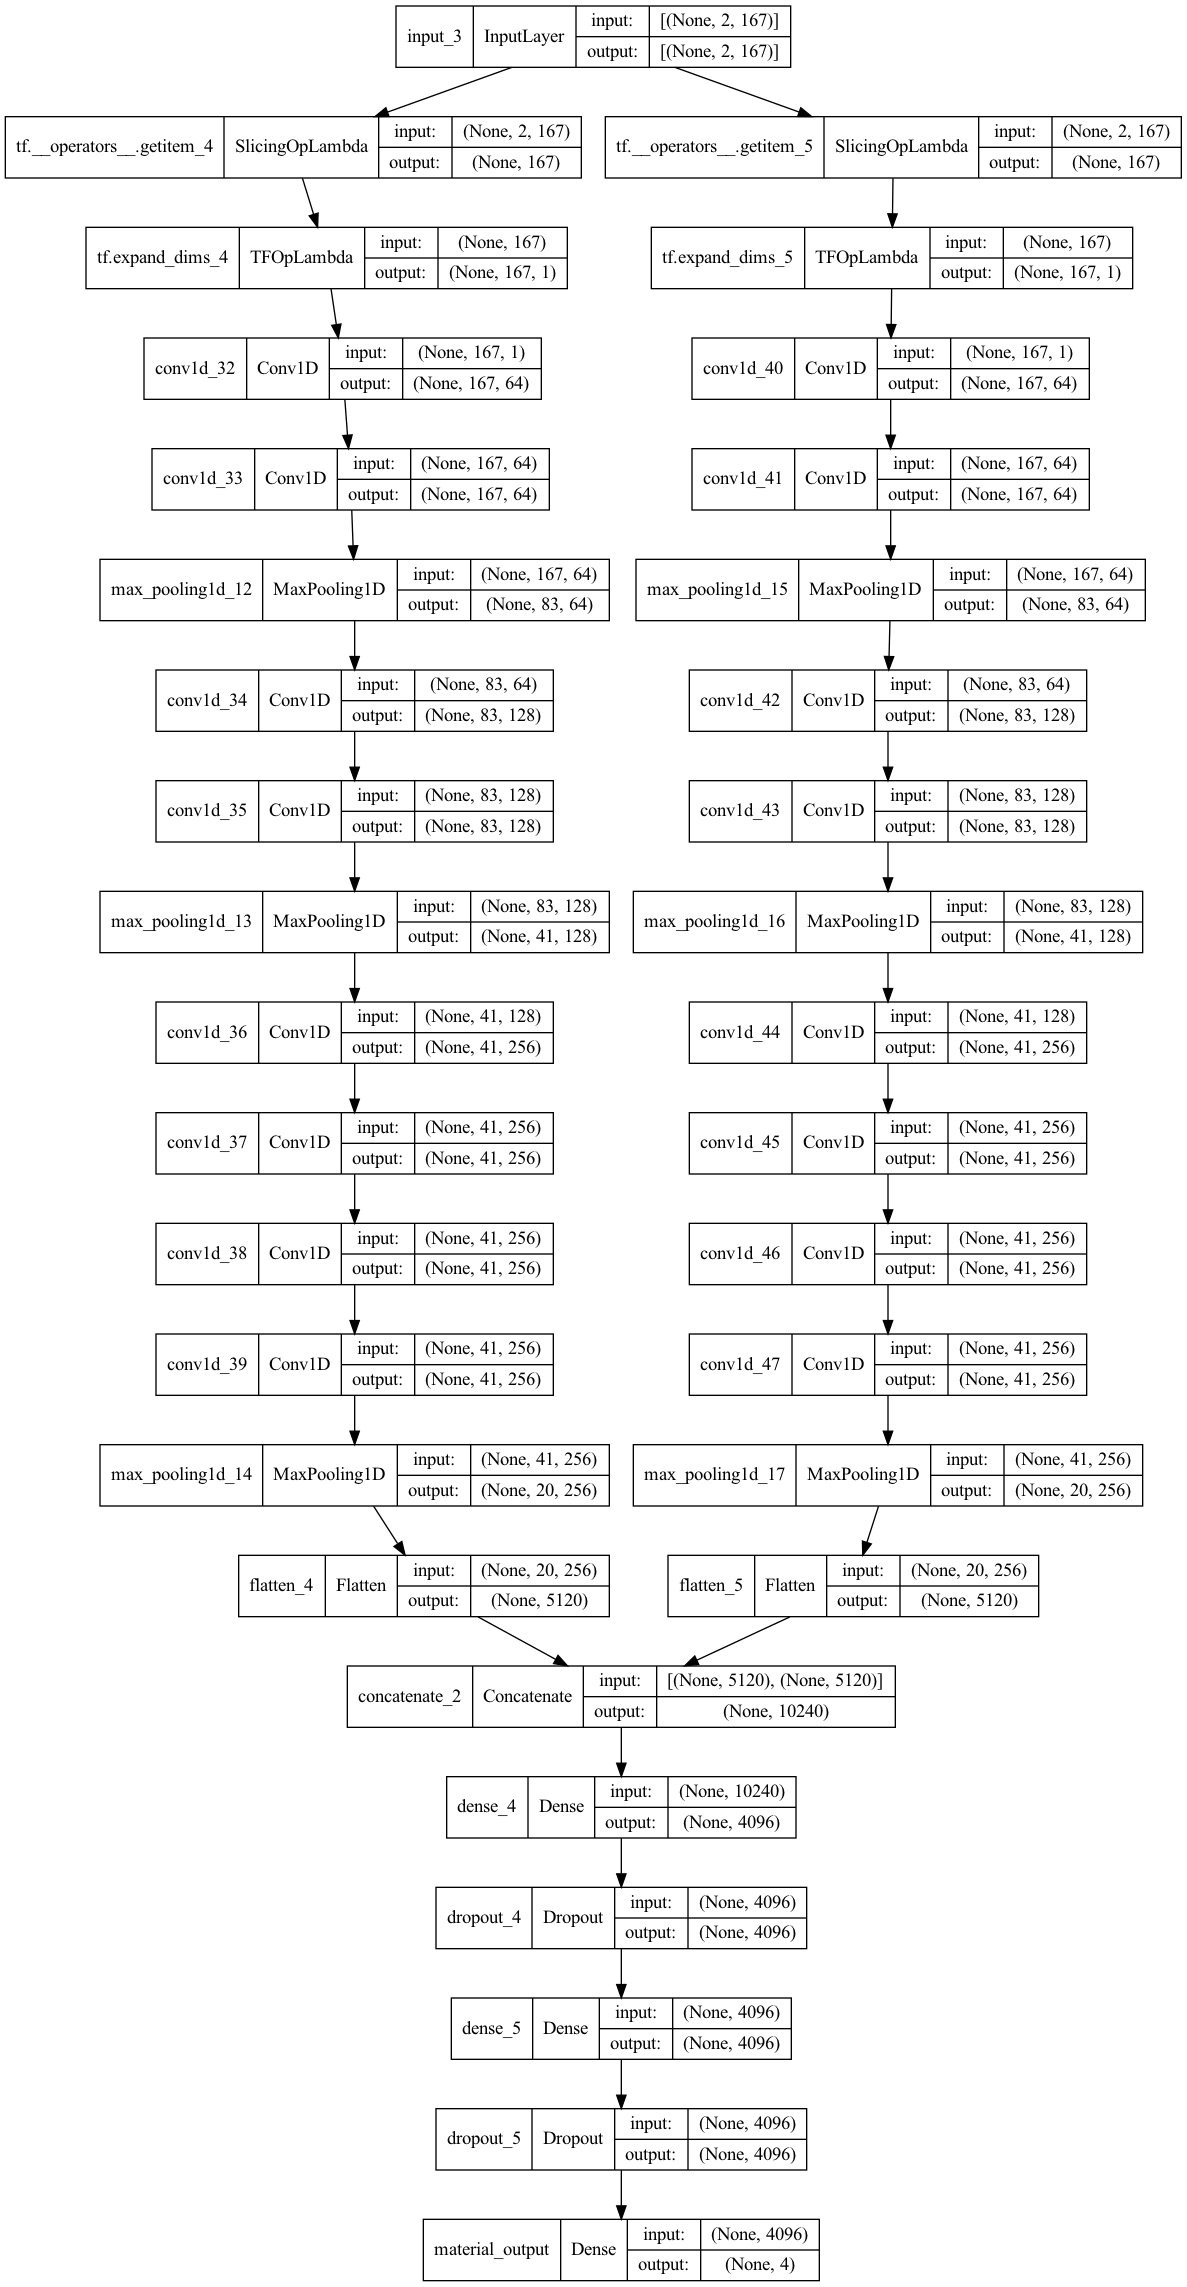 input_3 InputLayer input: [(None, 2, 167)]
output: [(None, 2, 167)]
tf.__operators__.getitem_4 SlicingOpLambda input: (None, 2, 167)
output: (None, 167)
tf.__operators__.getitem_5 SlicingOpLambda input: (None, 2, 167)
output: (None, 167)
tf.expand_dims_4 TFOpLambda input: (None, 167)
output: (None, 167, 1)
tf.expand_dims_5 TFOpLambda input: (None, 167)
output: (None, 167, 1)
conv1d_32 Conv1D input: (None, 167, 1)
output: (None, 167, 64)
conv1d_40 Conv1D input: (None, 167, 1)
output: (None, 167, 64)
conv1d_33 Conv1D input: (None, 167, 64)
output: (None, 167, 64)
conv1d_41 Conv1D input: (None, 167, 64)
output: (None, 167, 64)
max_pooling1d_12 MaxPooling1D input: (None, 167, 64)
output: (None, 83, 64)
max_pooling1d_15 MaxPooling1D input: (None, 167, 64)
output: (None, 83, 64)
conv1d_34 Conv1D input: (None, 83, 64)
output: (None, 83, 128)
conv1d_42 Conv1D input: (None, 83, 64)
output: (None, 83, 128)
conv1d_35 Conv1D input: (None, 83, 128)
output: (None, 83, 128)
conv1d_43 Conv1D input: (None, 83, 128)
output: (None, 83, 128)
max_pooling1d_13 MaxPooling1D input: (None, 83, 128)
output: (None, 41, 128)
max_pooling1d_16 MaxPooling1D input: (None, 83, 128)
output: (None, 41, 128)
conv1d_36 Conv1D input: (None, 41, 128)
output: (None, 41, 256)
conv1d_44 Conv1D input: (None, 41, 128)
output: (None, 41, 256)
conv1d_37 Conv1D input: (None, 41, 256)
output: (None, 41, 256)
conv1d_45 Conv1D input: (None, 41, 256)
output: (None, 41, 256)
conv1d_38 Conv1D input: (None, 41, 256)
output: (None, 41, 256)
conv1d_46 Conv1D input: (None, 41, 256)
output: (None, 41, 256)
conv1d_39 Conv1D input: (None, 41, 256)
output: (None, 41, 256)
conv1d_47 Conv1D input: (None, 41, 256)
output: (None, 41, 256)
max_pooling1d_14 MaxPooling1D input: (None, 41, 256)
output: (None, 20, 256)
max_pooling1d_17 MaxPooling1D input: (None, 41, 256)
output: (None, 20, 256)
flatten_4 Flatten input: (None, 20, 256)
output: (None, 5120)
flatten_5 Flatten input: (None, 20, 256)
output: (None, 5120)
concatenate_2 Concatenate input: [(None, 5120), (None, 5120)]
output: (None, 10240)
dense_4 Dense input: (None, 10240)
output: (None, 4096)
dropout_4 Dropout input: (None, 4096)
output: (None, 4096)
dense_5 Dense input: (None, 4096)
output: (None, 4096)
dropout_5 Dropout input: (None, 4096)
output: (None, 4096)
material_output Dense input: (None, 4096)
output: (None, 4)